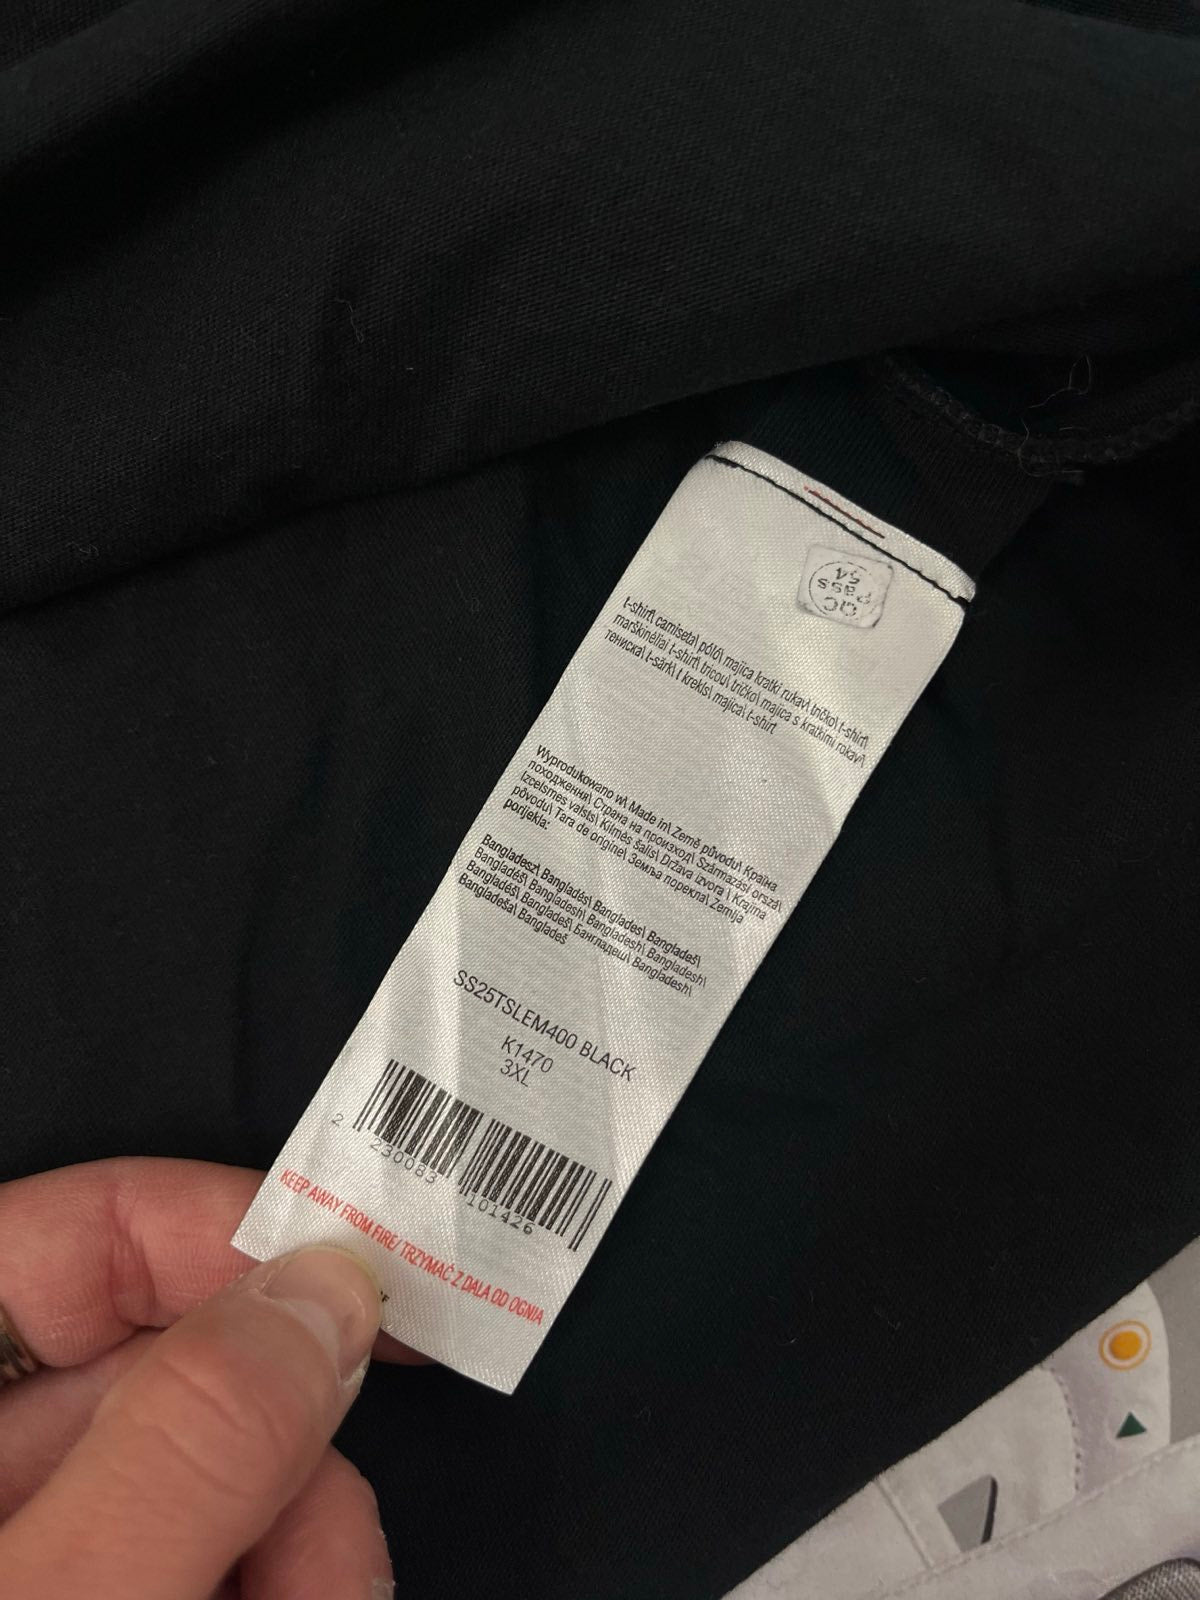 QC
Pass
54
t-shirt\ camiseta\ póló\ majica kratki rukav\ tričko\ t-shirt\
marškinėliai t-shirt\ tricou\ tričko\ majica s kratkimi rokavi\
тениска\ t-särk\ t krekls\ majica\ t-shirt
Wyprodukowano w\ Made in\ Země původu\ Країна
походження\ Страна на произход\ Származási ország\
Izcelsmes valsts\ Kilmės šalis\ Država izvora \ Krajina
pôvodu\ Tara de origine\ Земља порекла\ Zemlja
porijekla:
Bangladesz\ Bangladés\ Banglades\ Bangladeš\
Bangladéš\ Bangladesh\ Bangladesh\ Bangladesh\
Bangladéš\ Bangladeš\ Бангладеш\ Bangladesh\
Bangladeša\ Bangladeš
SS25TSLEM400 BLACK
K1470
3XL
2 230083 101426
KEEP AWAY FROM FIRE/ TRZYMAĆ Z DALA OD OGNIA